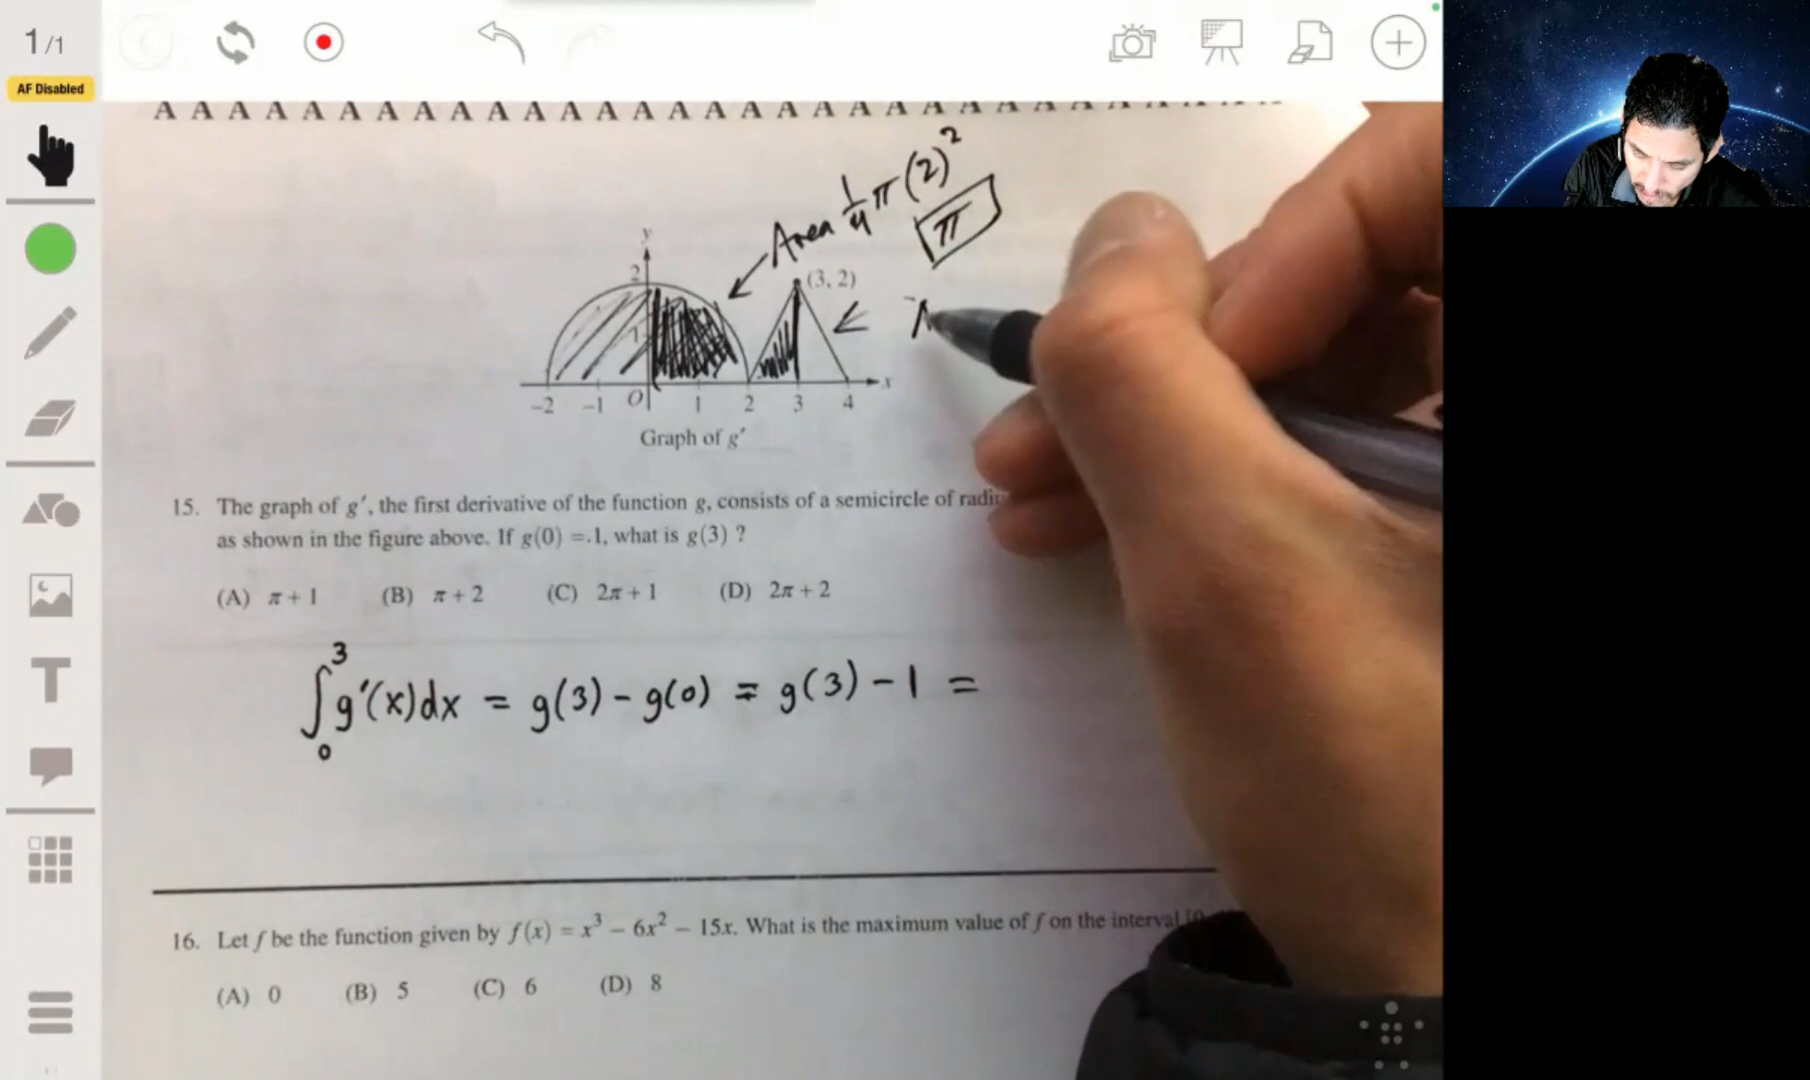 1/1
AF Disabled
A A A A A A A A A A A A A A A A A A A A A A A A A A A A A A
Area 1/4 π (2)²
π
y
2
(3, 2)
1
-2 -1 O 1 2 3 4 x
Graph of g′
15. The graph of g′, the first derivative of the function g, consists of a semicircle of
as shown in the figure above. If g(0) = 1, what is g(3) ?
(A) π + 1 (B) π + 2 (C) 2π + 1 (D) 2π + 2
∫₀³ g′(x)dx = g(3) - g(0) = g(3) - 1 =
16. Let f be the function given by f(x) = x³ − 6x² − 15x. What is the maximum value of f on the interval
(A) 0 (B) 5 (C) 6 (D) 8
T